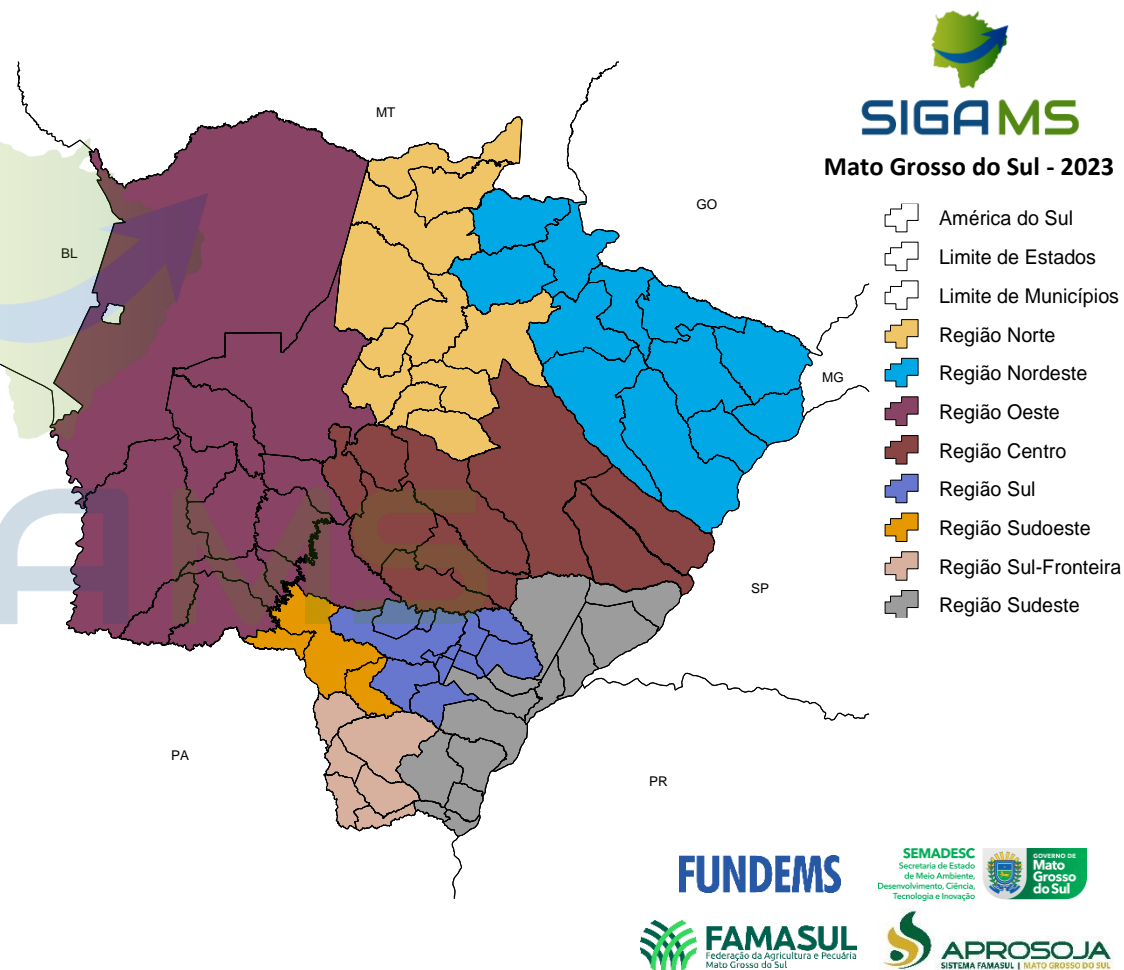 SIGAMS
Mato Grosso do Sul - 2023
América do Sul
Limite de Estados
Limite de Municípios
Região Norte
Região Nordeste
Região Oeste
Região Centro
Região Sul
Região Sudoeste
Região Sul-Fronteira
Região Sudeste
MT
GO
BL
MG
SP
PA
PR
AMS
FUNDEMS
SEMADESC
Secretaria de Estado
de Meio Ambiente,
Desenvolvimento, Ciência,
Tecnologia e Inovação
GOVERNO DE
Mato
Grosso
do Sul
FAMASUL
Federação da Agricultura e Pecuária
Mato Grosso do Sul
APROSOJA
SISTEMA FAMASUL | MATO GROSSO DO SUL